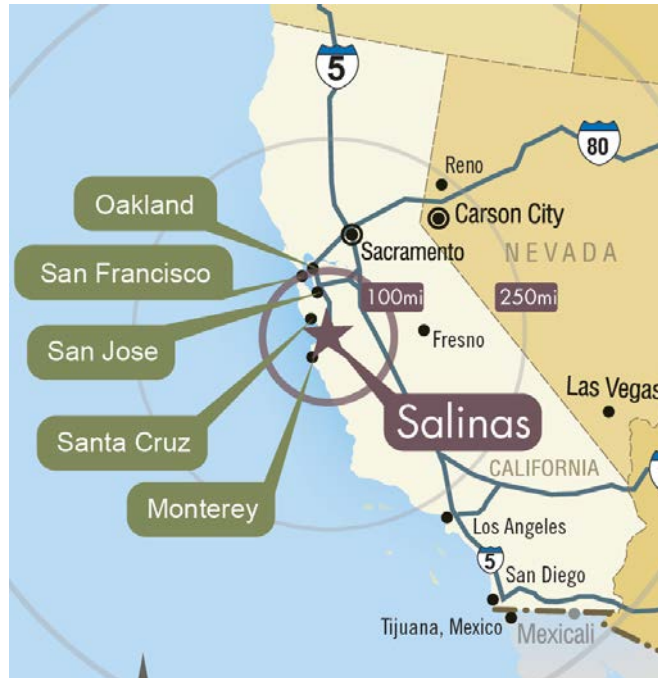 5
80
Reno
Oakland
Carson City
Sacramento
NEVADA
San Francisco
100mi
250mi
San Jose
Fresno
Las Vegas
Salinas
Santa Cruz
CALIFORNIA
Monterey
Los Angeles
5
San Diego
Tijuana, Mexico
Mexicali